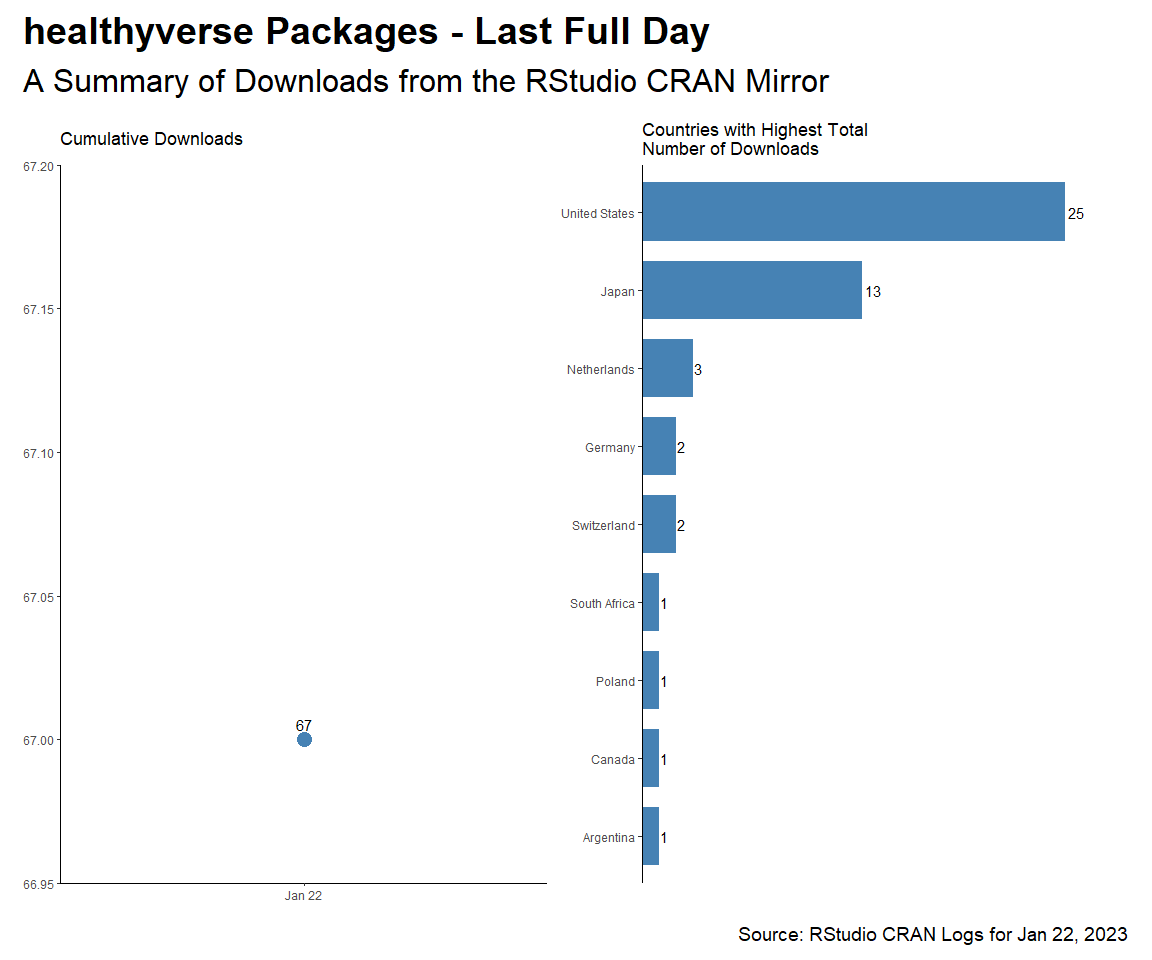 healthyverse Packages - Last Full Day
A Summary of Downloads from the RStudio CRAN Mirror
Cumulative Downloads
67.20
67.15
67.10
67.05
67.00
66.95
67
Jan 22
Countries with Highest Total
Number of Downloads
United States 25
Japan 13
Netherlands 3
Germany 2
Switzerland 2
South Africa 1
Poland 1
Canada 1
Argentina 1
Source: RStudio CRAN Logs for Jan 22, 2023